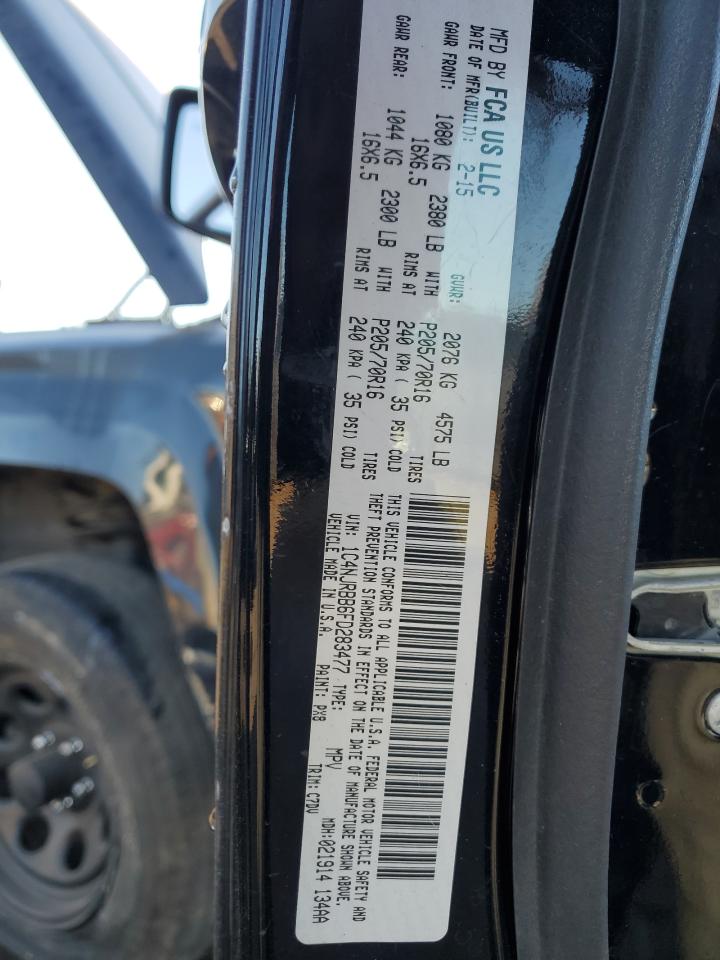 MFD BY FCA US LLC
DATE OF MFR(BUILT): 2-15 GVWR: 2076 KG 4575 LB
GAWR FRONT: 1080 KG 2380 LB WITH P205/70R16 TIRES
16X6.5 RIMS AT 240 KPA ( 35 PSI) COLD
GAWR REAR: 1044 KG 2300 LB WITH P205/70R16 TIRES
16X6.5 RIMS AT 240 KPA ( 35 PSI) COLD
THIS VEHICLE CONFORMS TO ALL APPLICABLE U.S.A. FEDERAL MOTOR VEHICLE SAFETY AND
THEFT PREVENTION STANDARDS IN EFFECT ON THE DATE OF MANUFACTURE SHOWN ABOVE.
VIN: 1C4NJRBB6FD283477 TYPE: MPV MDH:021914 134AA
VEHICLE MADE IN U.S.A. PAINT: PX8 TRIM: C7DV